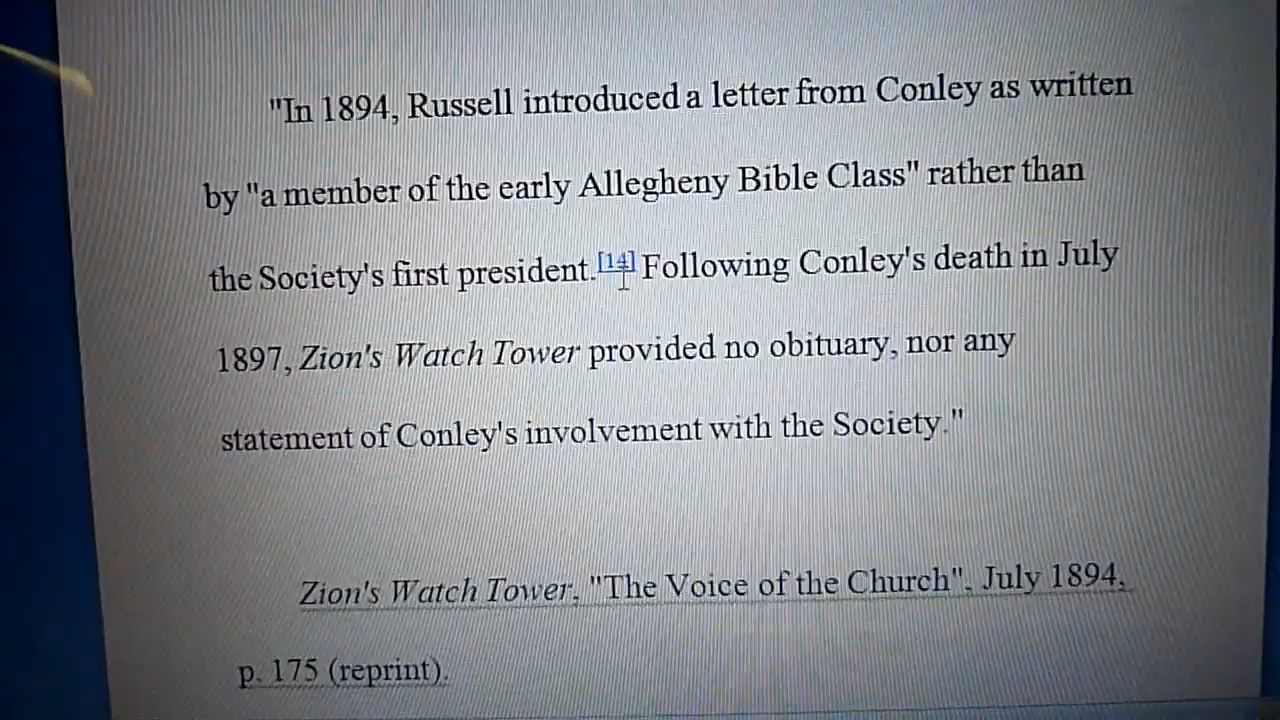 "In 1894, Russell introduced a letter from Conley as written
by "a member of the early Allegheny Bible Class" rather than
the Society's first president.[14] Following Conley's death in July
1897, Zion's Watch Tower provided no obituary, nor any
statement of Conley's involvement with the Society."
Zion's Watch Tower, "The Voice of the Church", July 1894,
p. 175 (reprint).